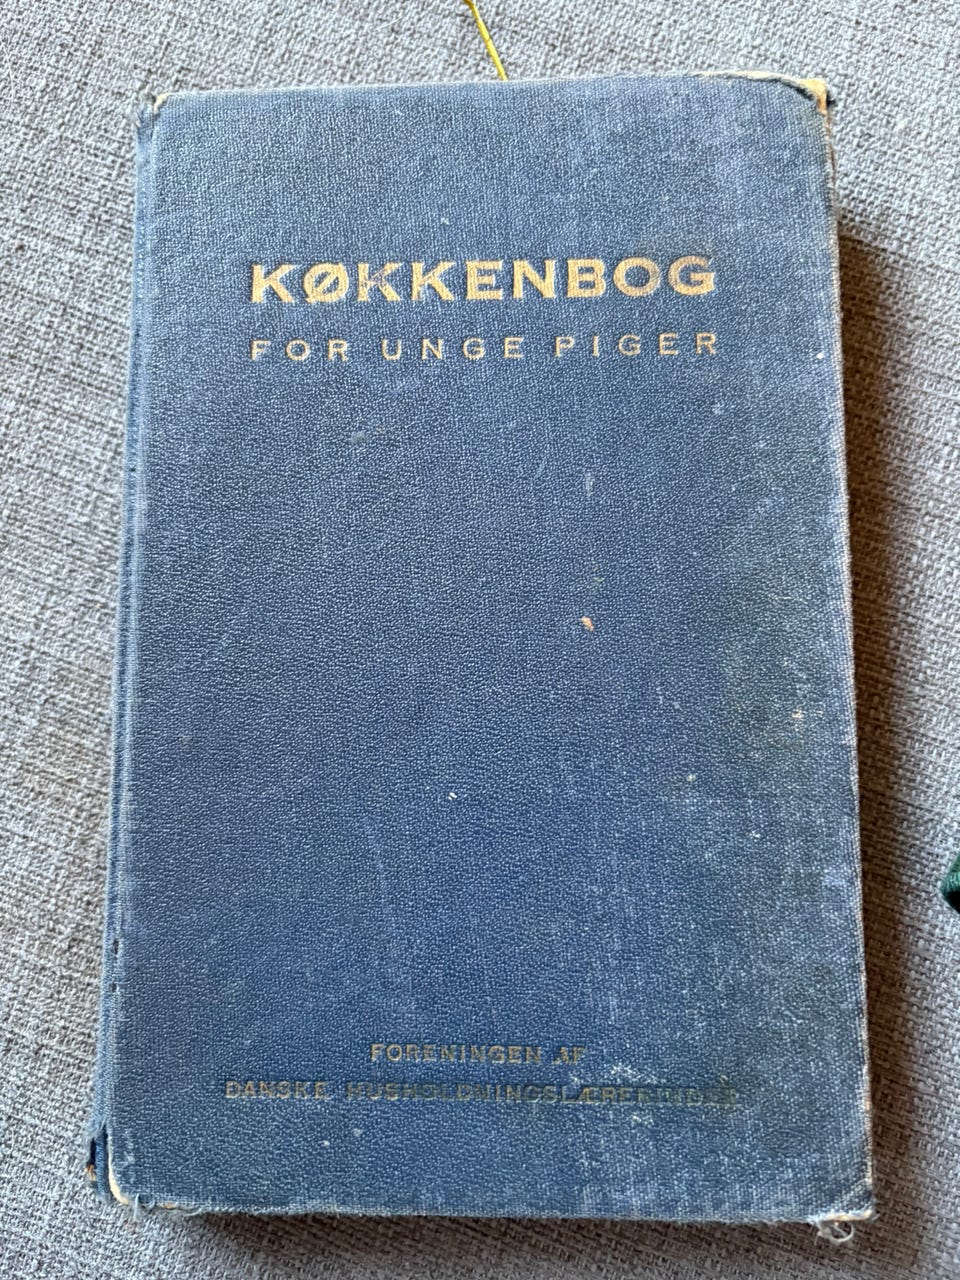 KØKKENBOG
FOR UNGE PIGER
FORENINGEN AF
DANSKE HUSHOLDNINGSLÆRERINDER